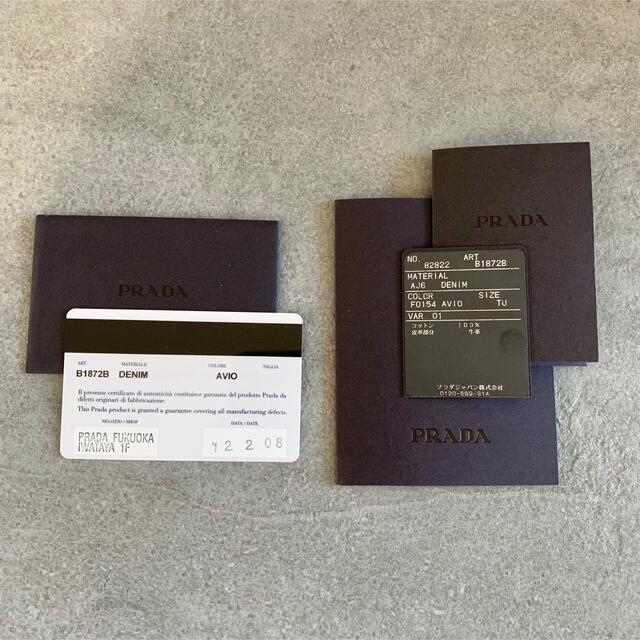 PRADA
ART MATERIALE COLORE TAGLIA
B1872B DENIM AVIO
Il presente certificato di autenticità costituisce garanzia del prodotto Prada da
difetti originari di fabbricazione.
This Prada product is granted a guarantee covering all manufacturing defects.
NEGOZIO / SHOP DATA / DATE
PRADA FUKUOKA
IWATAYA 1F
12 2 08
PRADA
NO. ART
82822 B1872B
MATERIAL
AJ6 DENIM
COLOR SIZE
F0154 AVIO TU
VAR 01
コットン 100%
皮革部分 牛革
プラダジャパン株式会社
0120-559-914
PRADA